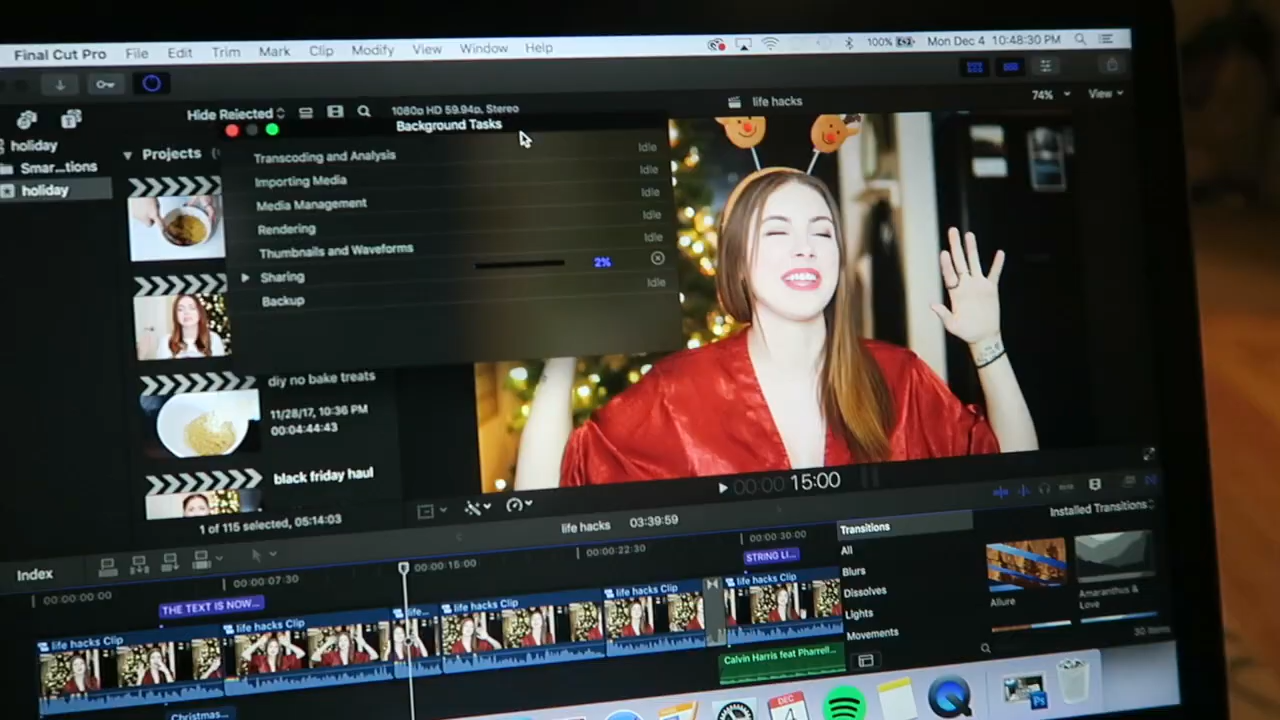 Final Cut Pro File Edit Trim Mark Clip Modify View Window Help 100% Mon Dec 4 10:48:30 PM
Hide Rejected 1080p HD 59.94p, Stereo life hacks 74% View
Background Tasks
holiday
Smar...tions
holiday
Projects
Transcoding and Analysis Idle
Importing Media Idle
Media Management Idle
Rendering Idle
Thumbnails and Waveforms Idle
Sharing 2%
Backup Idle
diy no bake treats
11/28/17, 10:36 PM
00:04:44:43
black friday haul
1 of 115 selected, 05:14:03
00:00 15:00
life hacks 03:39:59
Index
Installed Transitions
00:00:00:00 00:00:07:30 00:00:15:00 00:00:22:30 00:00:30:00
THE TEXT IS NOW...
STRING LI...
life hacks Clip
life hacks Clip
life...
life hacks Clip
life hacks Clip
life hacks Clip
Calvin Harris feat Pharrell...
Christmas...
Transitions
All
Blurs
Dissolves
Lights
Movements
Allure
Amaranthus &
Love
30 items
DEC
4
Ps